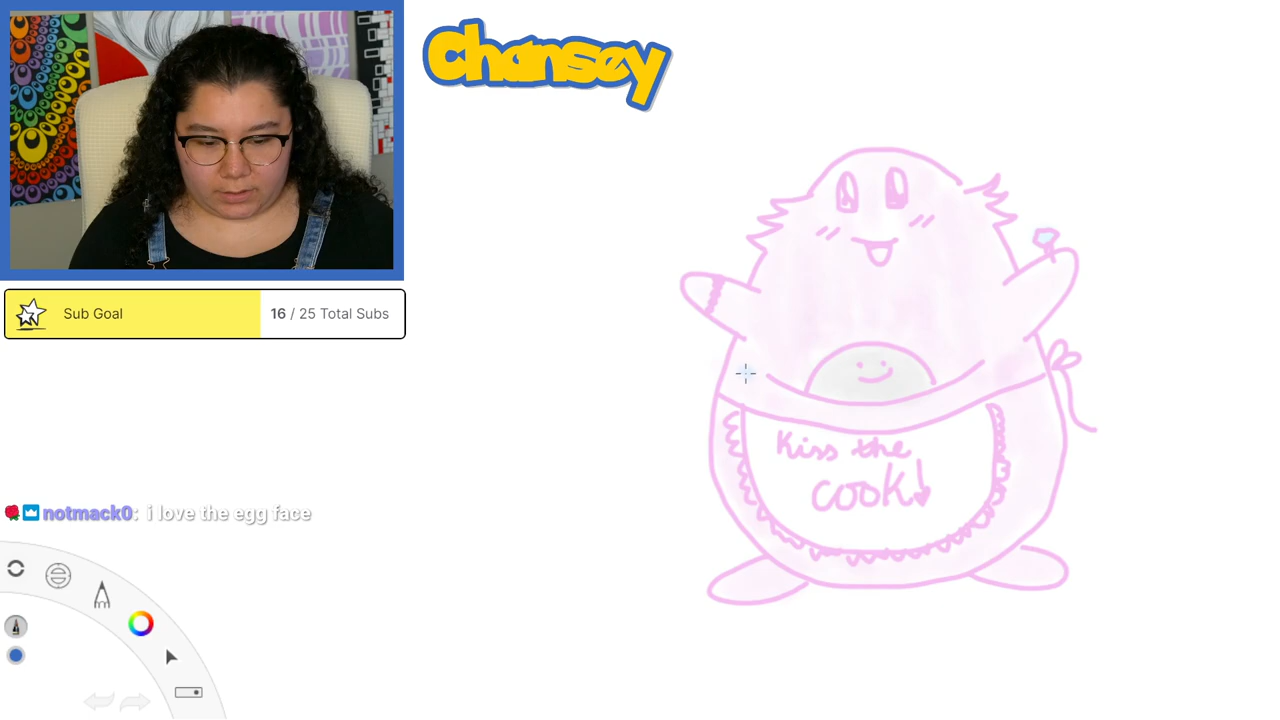 Chansey
Sub Goal
16 / 25 Total Subs
Kiss the
cook!
notmack0: i love the egg face